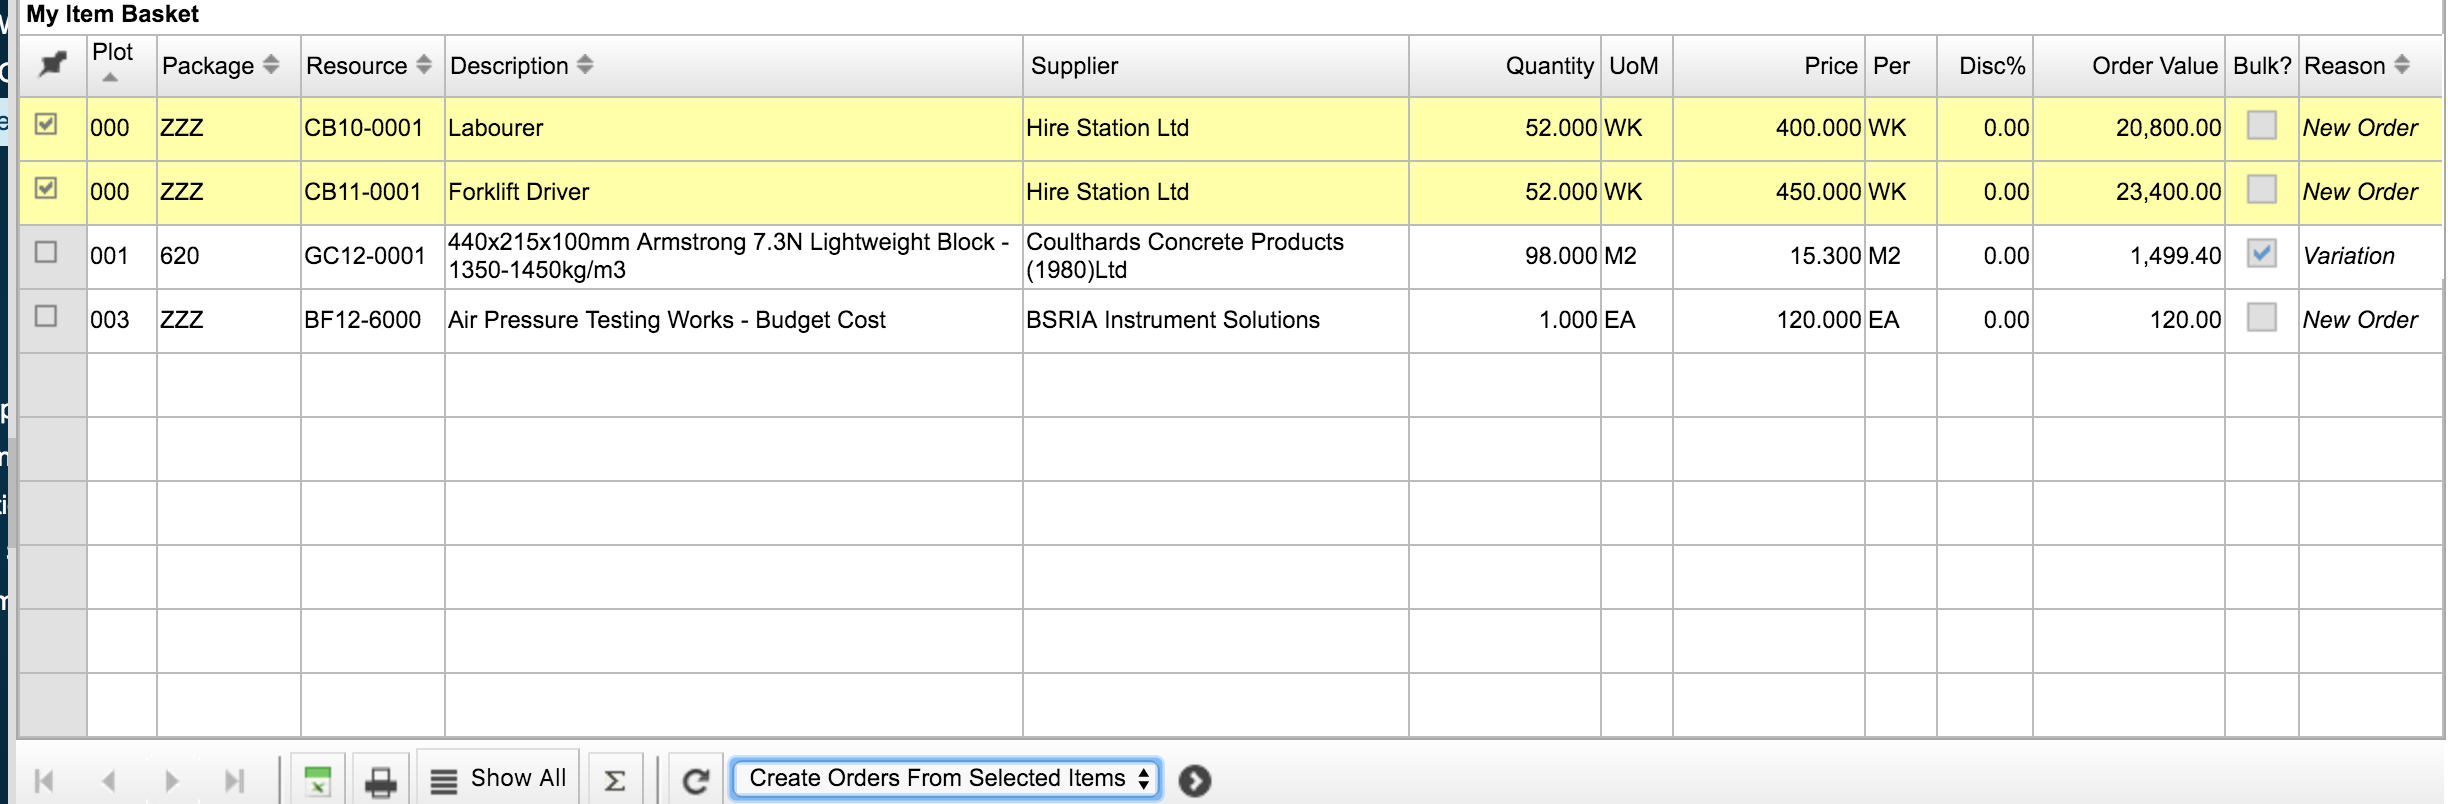 My Item Basket
Plot Package Resource Description Supplier Quantity UoM Price Per Disc% Order Value Bulk? Reason
000 ZZZ CB10-0001 Labourer Hire Station Ltd 52.000 WK 400.000 WK 0.00 20,800.00 New Order
000 ZZZ CB11-0001 Forklift Driver Hire Station Ltd 52.000 WK 450.000 WK 0.00 23,400.00 New Order
001 620 GC12-0001 440x215x100mm Armstrong 7.3N Lightweight Block - 1350-1450kg/m3 Coulthards Concrete Products (1980)Ltd 98.000 M2 15.300 M2 0.00 1,499.40 Variation
003 ZZZ BF12-6000 Air Pressure Testing Works - Budget Cost BSRIA Instrument Solutions 1.000 EA 120.000 EA 0.00 120.00 New Order
Show All Σ Create Orders From Selected Items